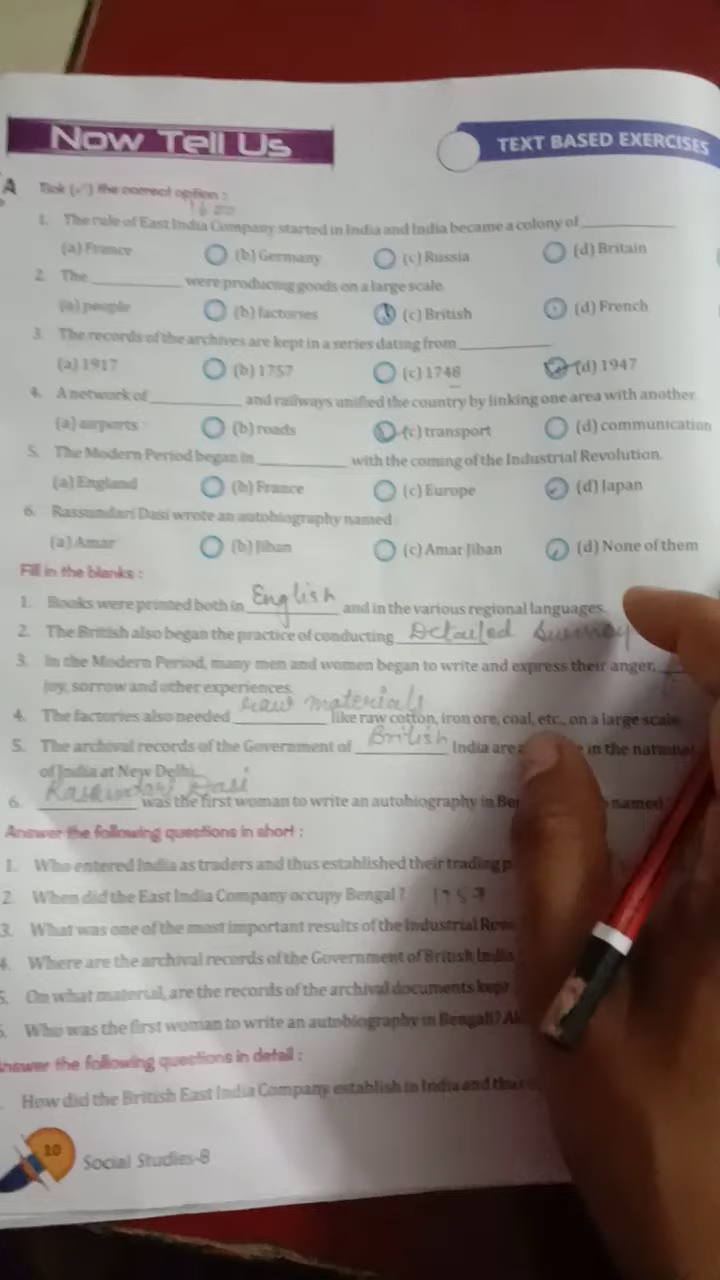 Now Tell Us
TEXT BASED EXERCISES
A Tick (✓) the correct option :
1. The rule of East India Company started in India and India became a colony of __________
(a) France (b) Germany (c) Russia (d) Britain
2. The __________ were producing goods on a large scale.
(a) people (b) factories (c) British (d) French
3. The records of the archives are kept in a series dating from __________
(a) 1917 (b) 1757 (c) 1748 (d) 1947
4. A network of __________ and railways unified the country by linking one area with another.
(a) airports (b) roads (c) transport (d) communication
5. The Modern Period began in __________ with the coming of the Industrial Revolution.
(a) England (b) France (c) Europe (d) Japan
6. Rassundari Dasi wrote an autobiography named
(a) Amar (b) Jiban (c) Amar Jiban (d) None of them
Fill in the blanks :
1. Books were printed both in English and in the various regional languages.
2. The British also began the practice of conducting Detailed
3. In the Modern Period, many men and women began to write and express their anger,
joy, sorrow and other experiences.
4. The factories also needed raw materials like raw cotton, iron ore, coal, etc., on a large scale
5. The archival records of the Government of British India are in the national
of India at New Delhi.
6. __________ was the first woman to write an autobiography in named
Answer the following questions in short :
1. Who entered India as traders and thus established their trading
2. When did the East India Company occupy Bengal ? 1757
3. What was one of the most important results of the Industrial
4. Where are the archival records of the Government of British India
5. On what material, are the records of the archival documents kept
Who was the first woman to write an autobiography in Bengali?
nswer the following questions in detail :
How did the British East India Company establish in India and
10 Social Studies-8